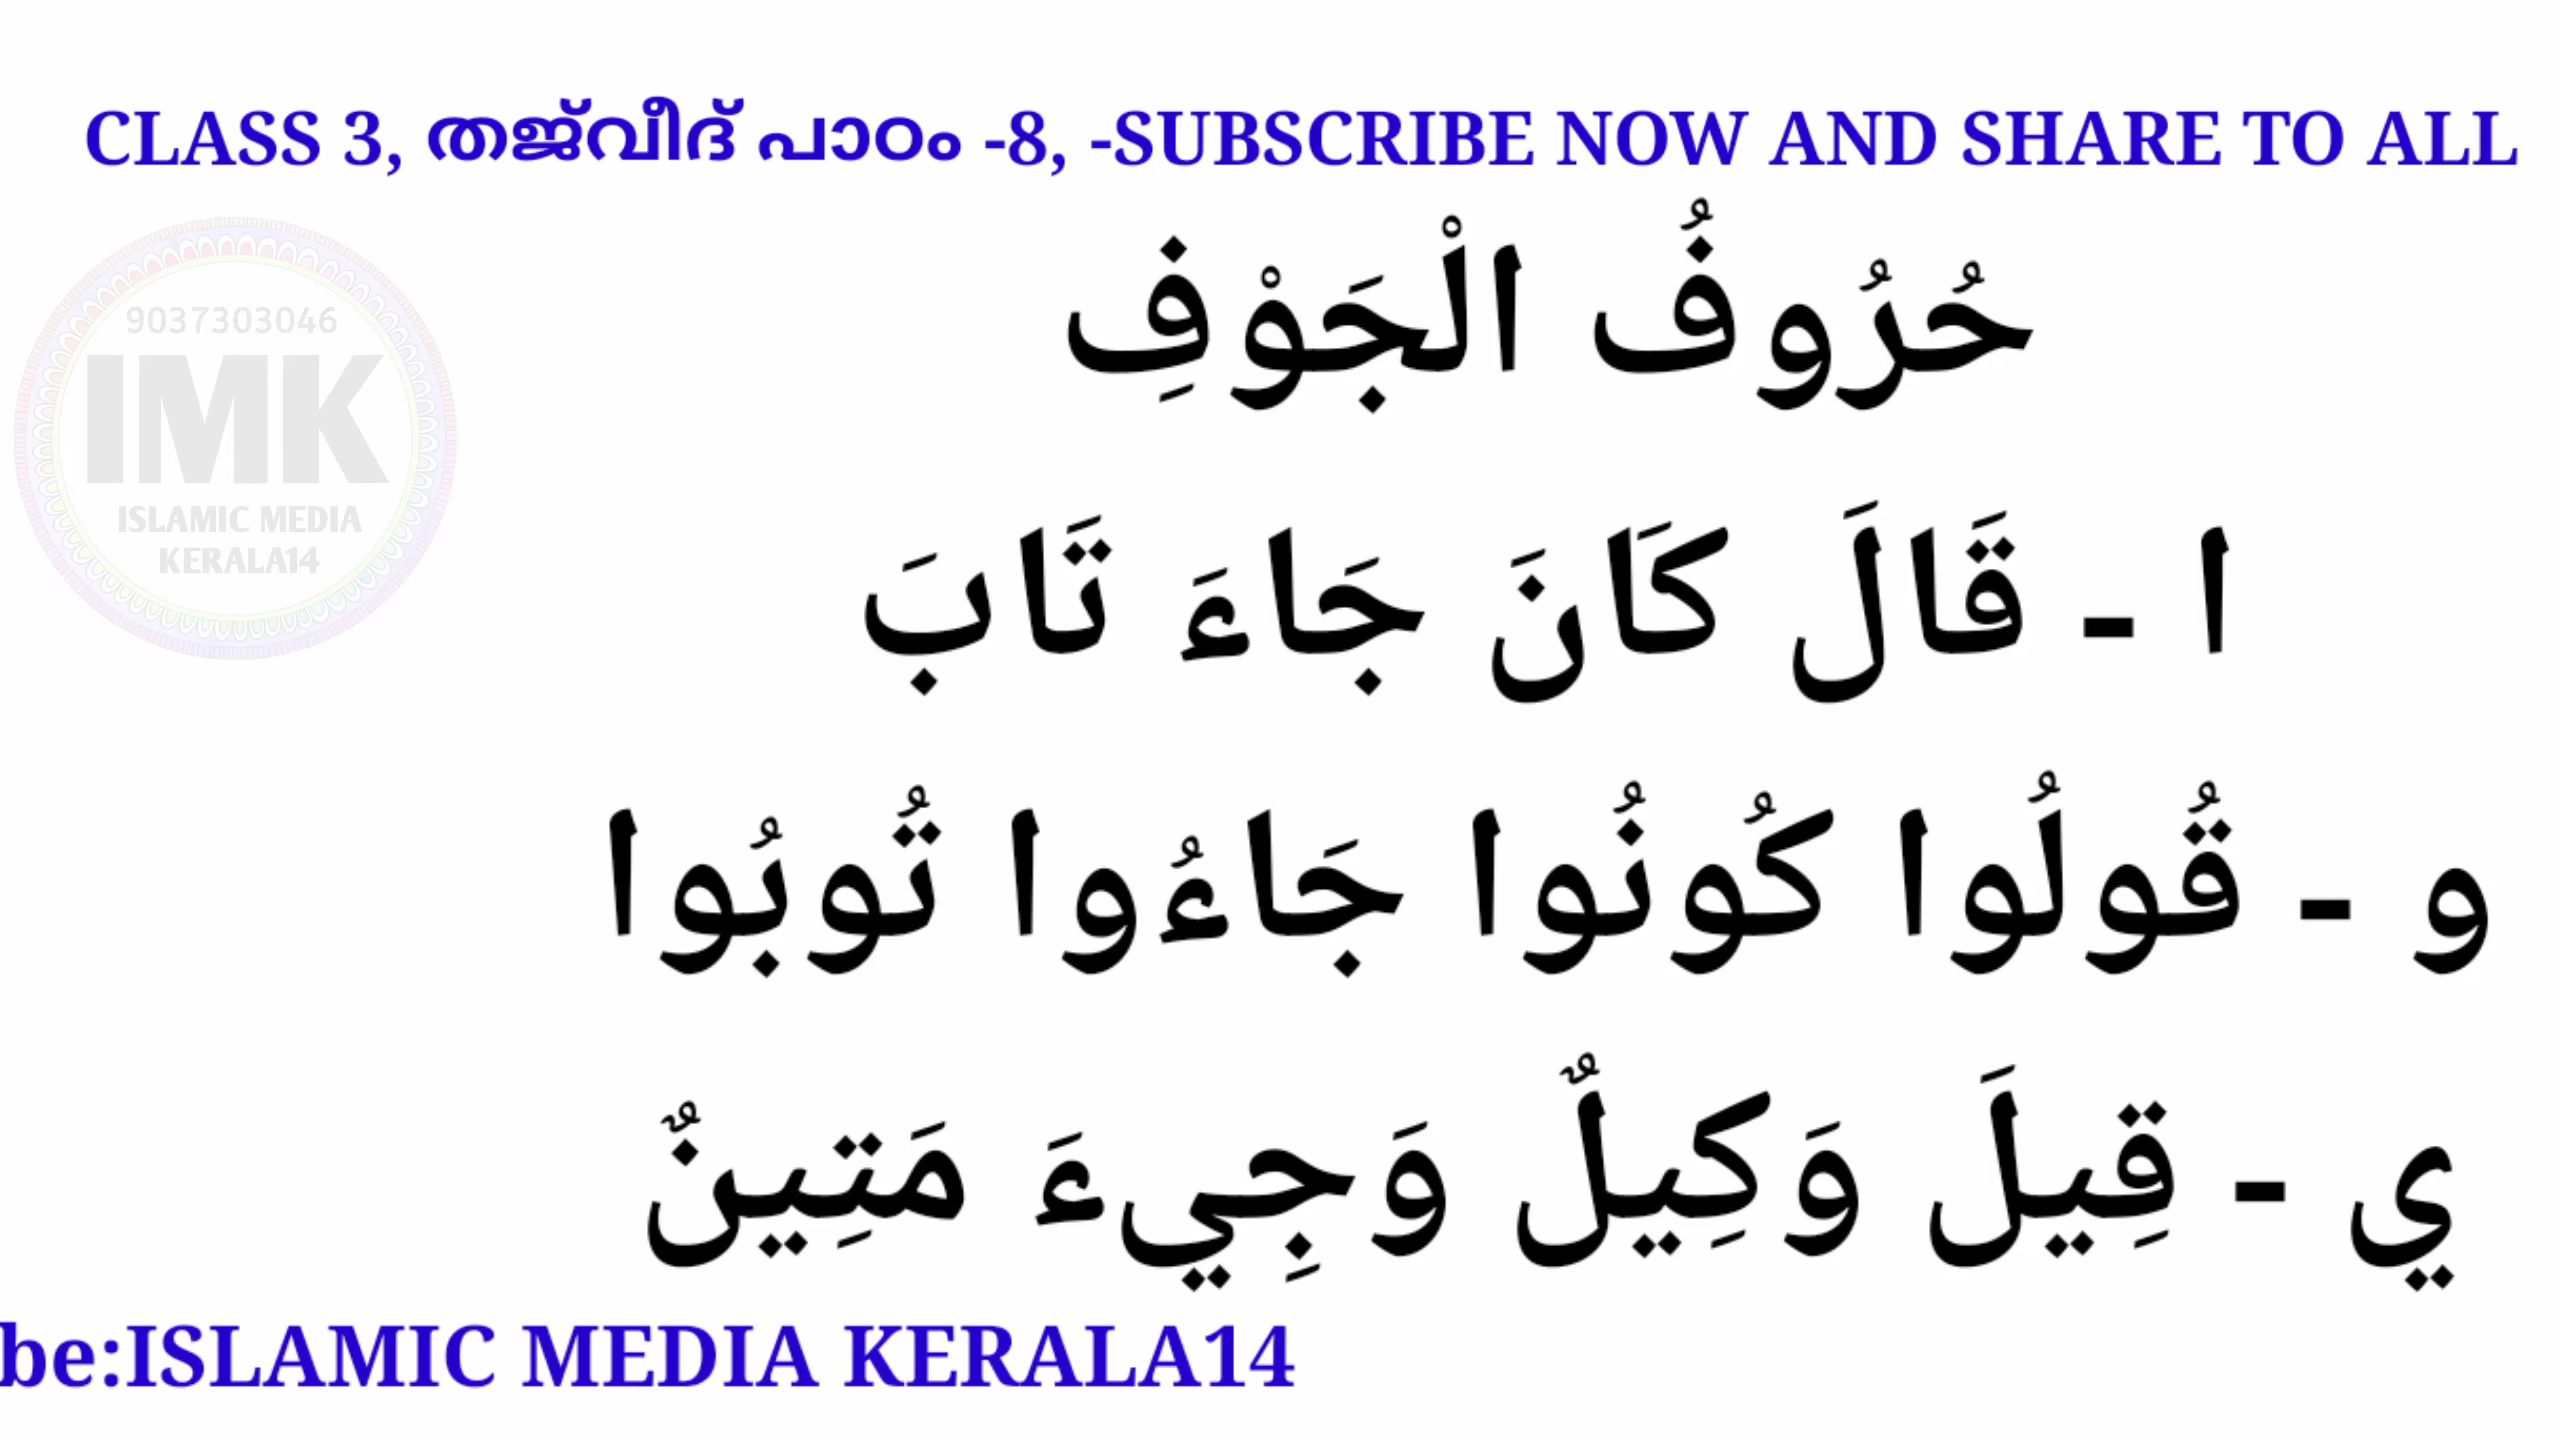 CLASS 3, തജ്‌വീദ് പാഠം -8, -SUBSCRIBE NOW AND SHARE TO ALL
حُرُوفُ الْجَوْفِ
9037303046
IMK
ISLAMIC MEDIA
KERALA14
ا - قَالَ كَانَ جَاءَ تَابَ
و - قُولُوا كُونُوا جَاءُوا تُوبُوا
ي - قِيلَ وَكِيلٌ وَجِيءَ مَتِينٌ
be:ISLAMIC MEDIA KERALA14